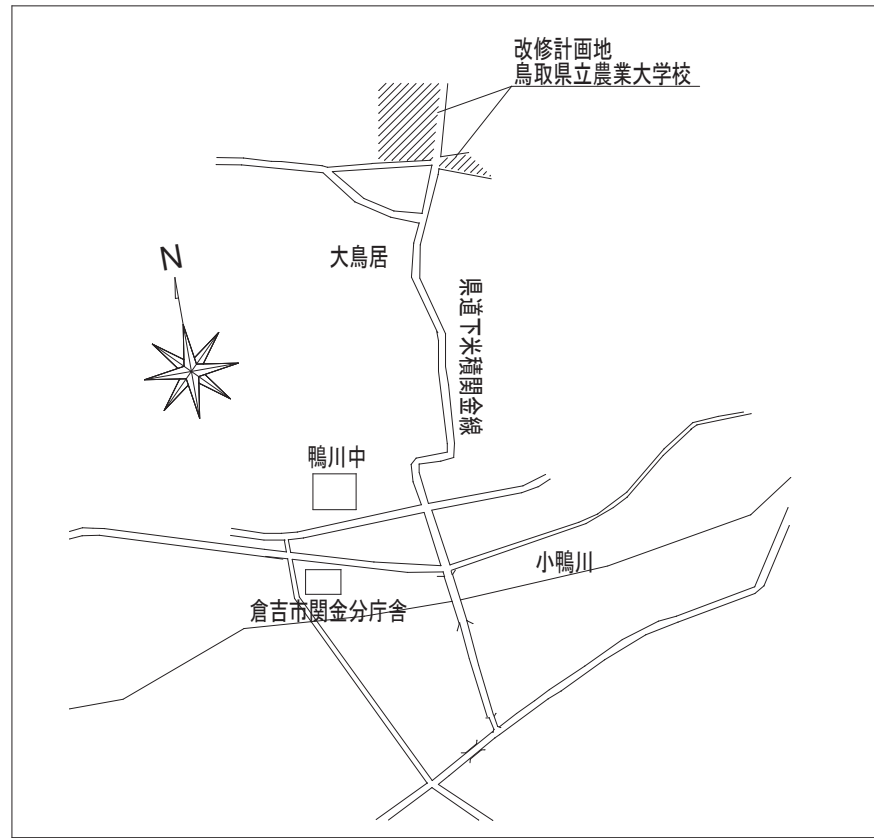 改修計画地
鳥取県立農業大学校
大鳥居
N
県道下米積関金線
鴨川中
小鴨川
倉吉市関金分庁舎